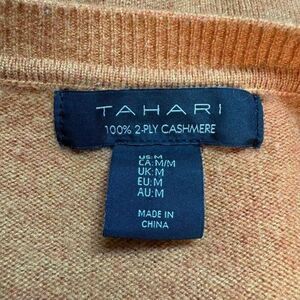 TAHARI
100% 2-PLY CASHMERE
US:M
CA:M/M
UK:M
EU:M
AU:M
MADE IN
CHINA